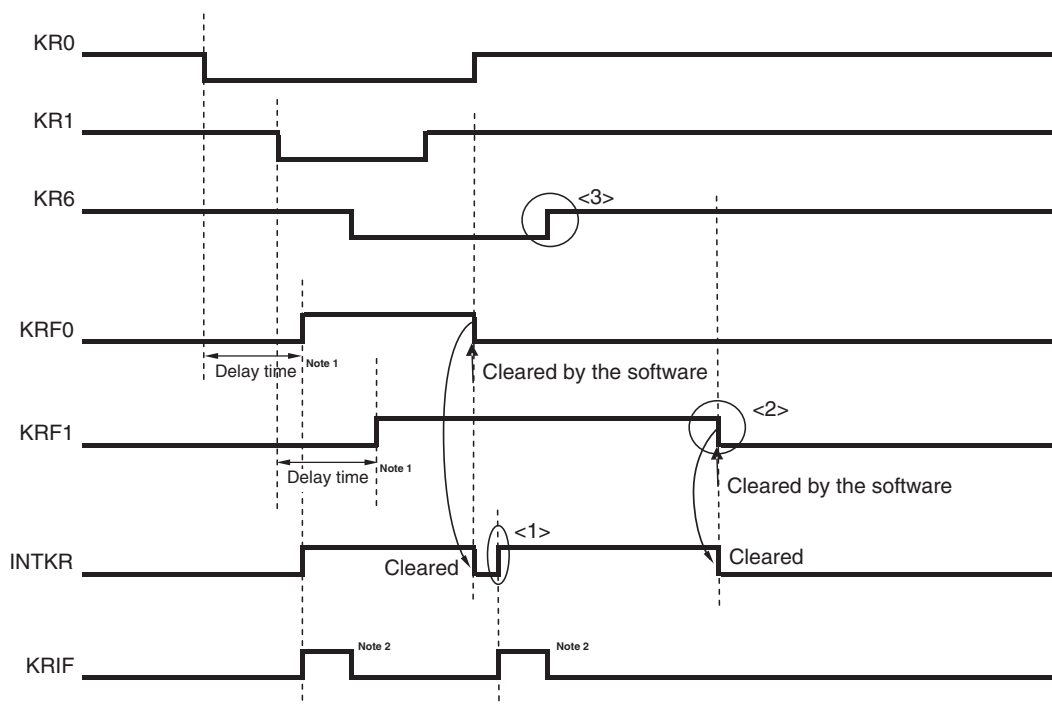 KR0
KR1
KR6
<3>
KRF0
Delay time Note 1
Cleared by the software
KRF1
<2>
Delay time Note 1
Cleared by the software
INTKR
Cleared
<1>
Cleared
KRIF
Note 2
Note 2